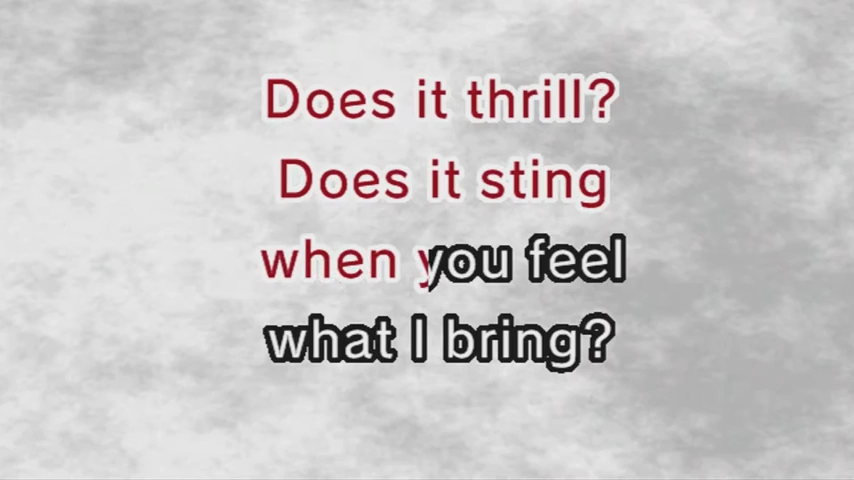 Does it thrill?
Does it sting
when you feel
what I bring?